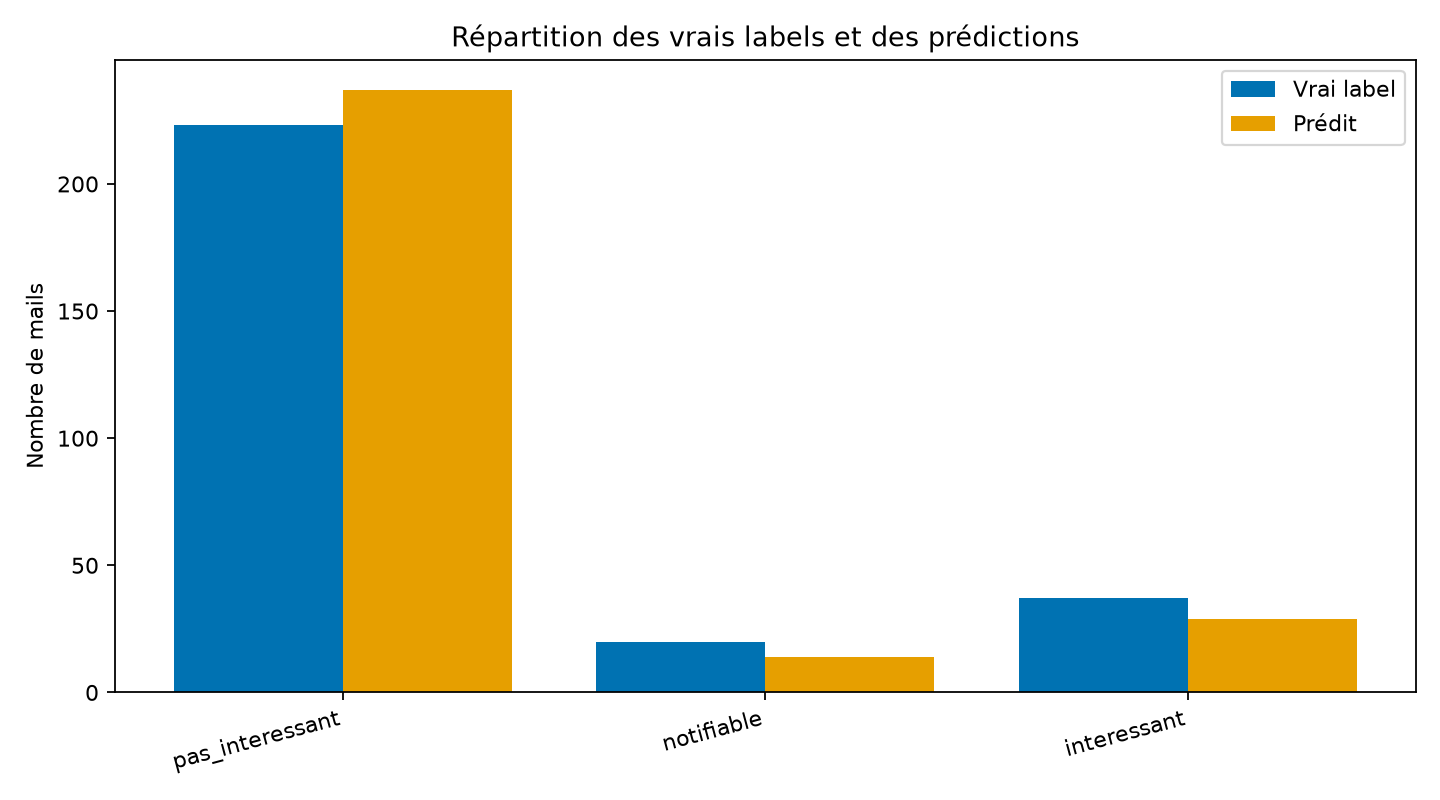 Répartition des vrais labels et des prédictions
Vrai label
Prédit
Nombre de mails
200
150
100
50
0
pas_interessant
notifiable
interessant